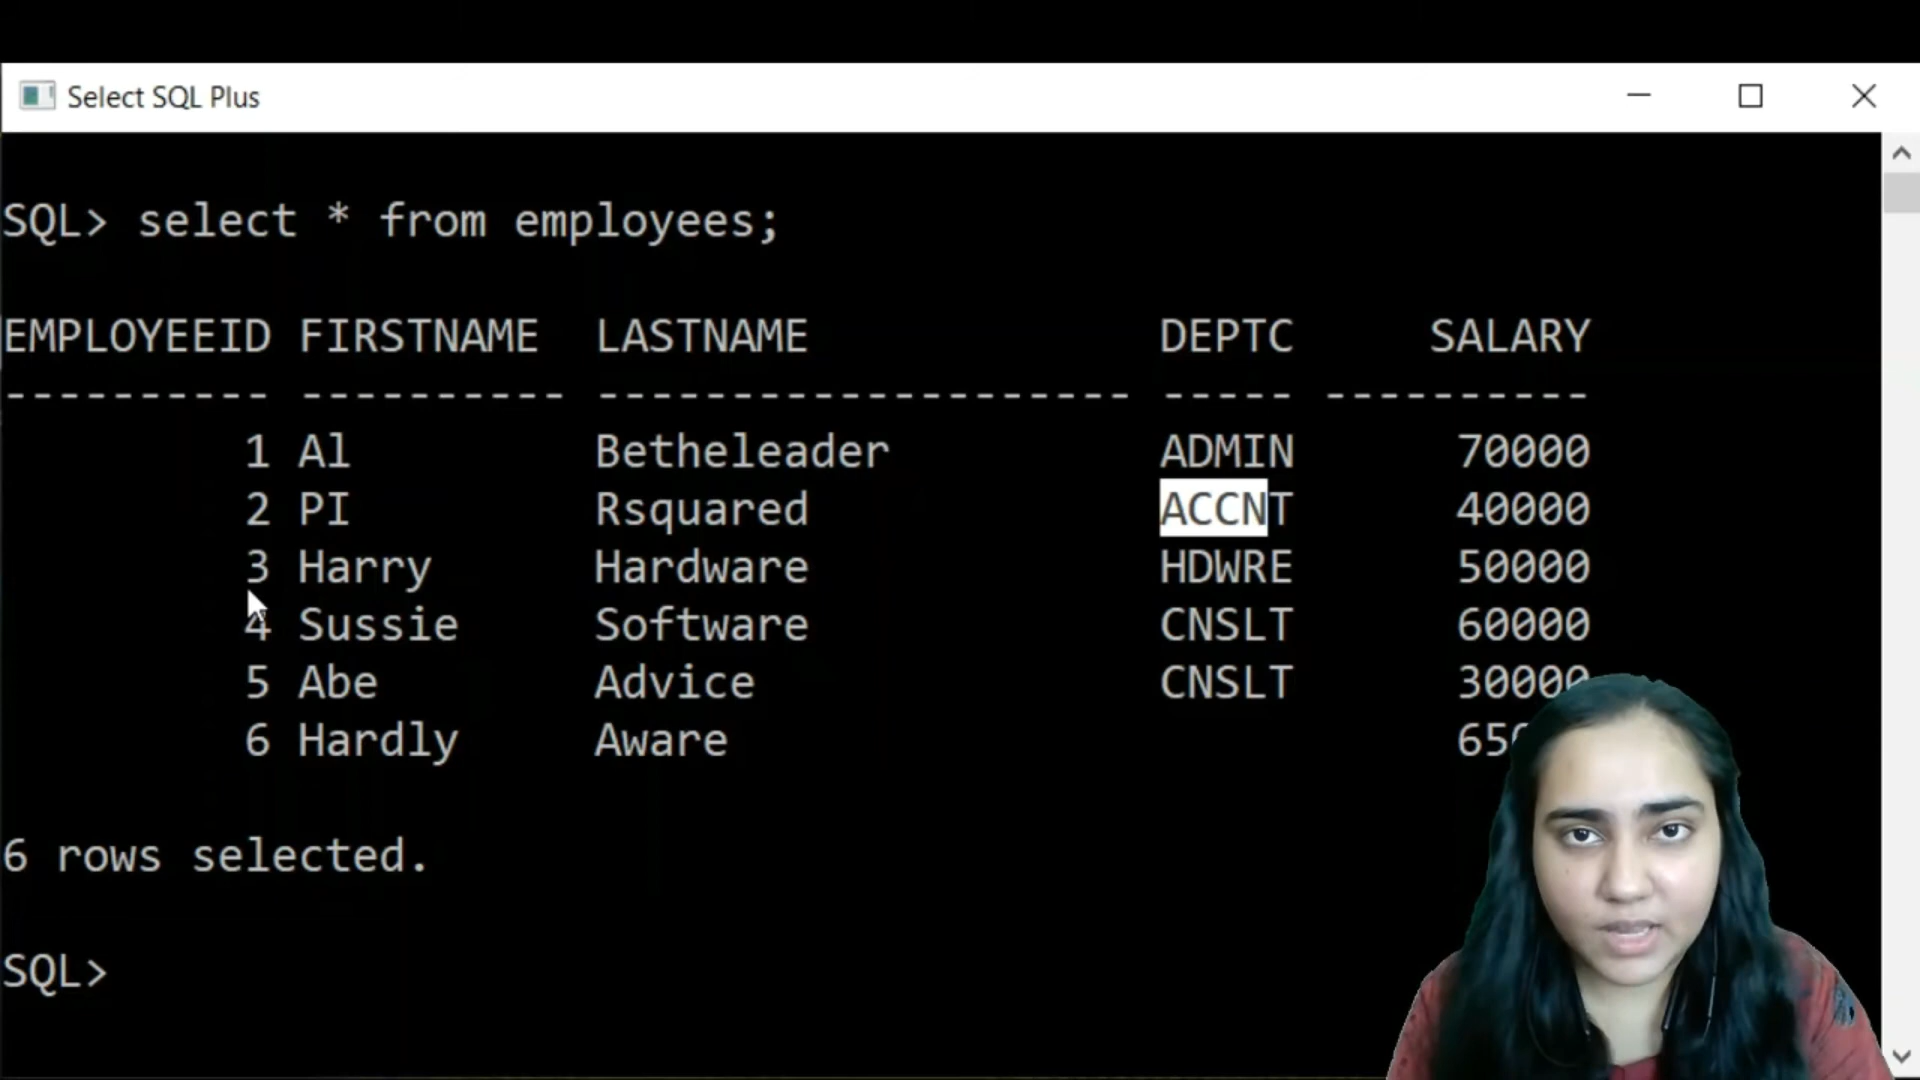 Select SQL Plus
SQL> select * from employees;
EMPLOYEEID FIRSTNAME LASTNAME DEPTC SALARY
---------- ---------- -------------------- ----- ----------
1 Al Betheleader ADMIN 70000
2 PI Rsquared ACCNT 40000
3 Harry Hardware HDWRE 50000
4 Sussie Software CNSLT 60000
5 Abe Advice CNSLT 30000
6 Hardly Aware
6 rows selected.
SQL>